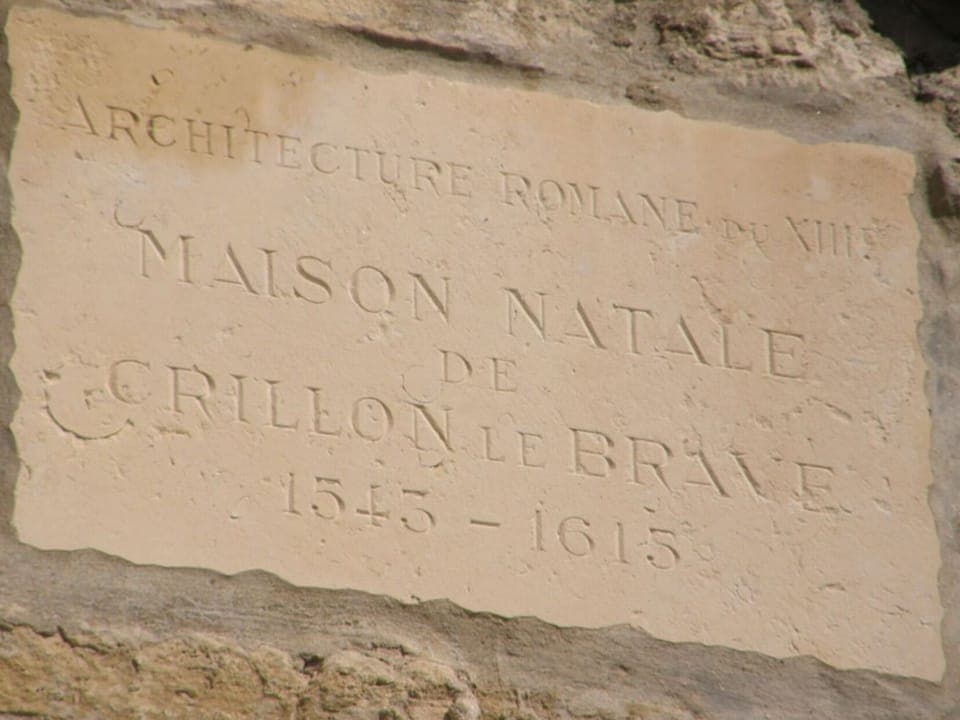 ARCHITECTURE ROMANE DU XIIIE
MAISON NATALE
DE
CRILLON LE BRAVE
1543 - 1615